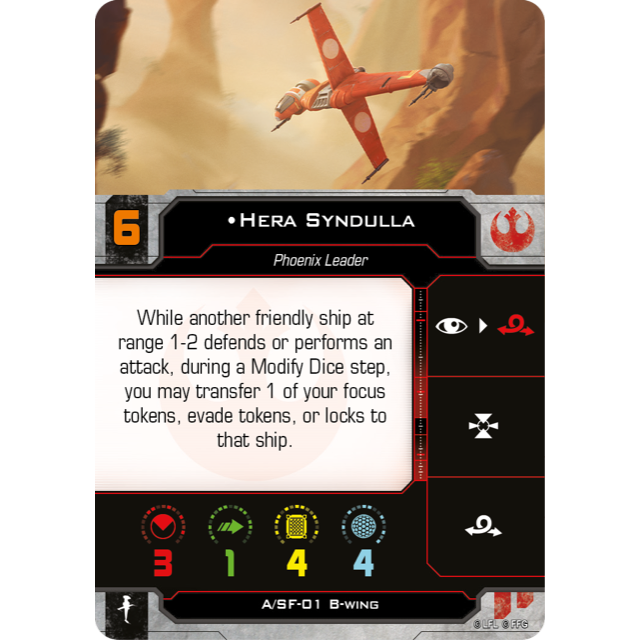 6
•Hera Syndulla
Phoenix Leader
While another friendly ship at
range 1-2 defends or performs an
attack, during a Modify Dice step,
you may transfer 1 of your focus
tokens, evade tokens, or locks to
that ship.
3 1 4 4
A/SF-01 B-wing
©LFL ©FFG